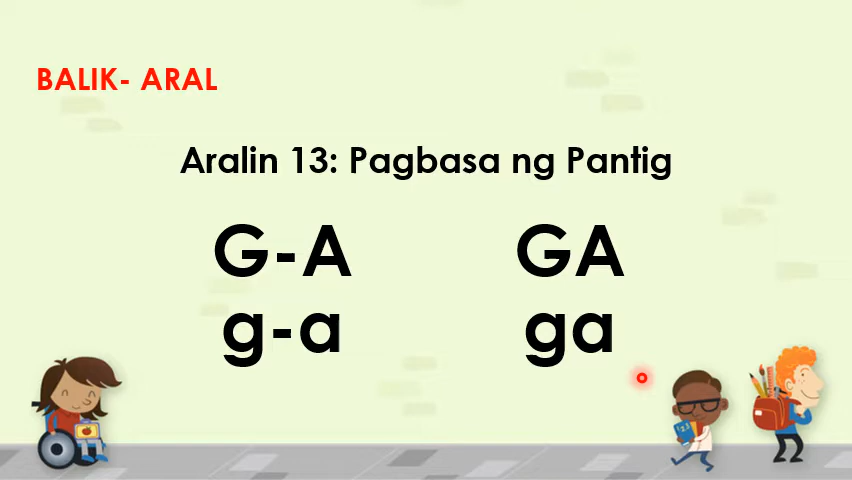 BALIK- ARAL
Aralin 13: Pagbasa ng Pantig
G-A GA
g-a ga